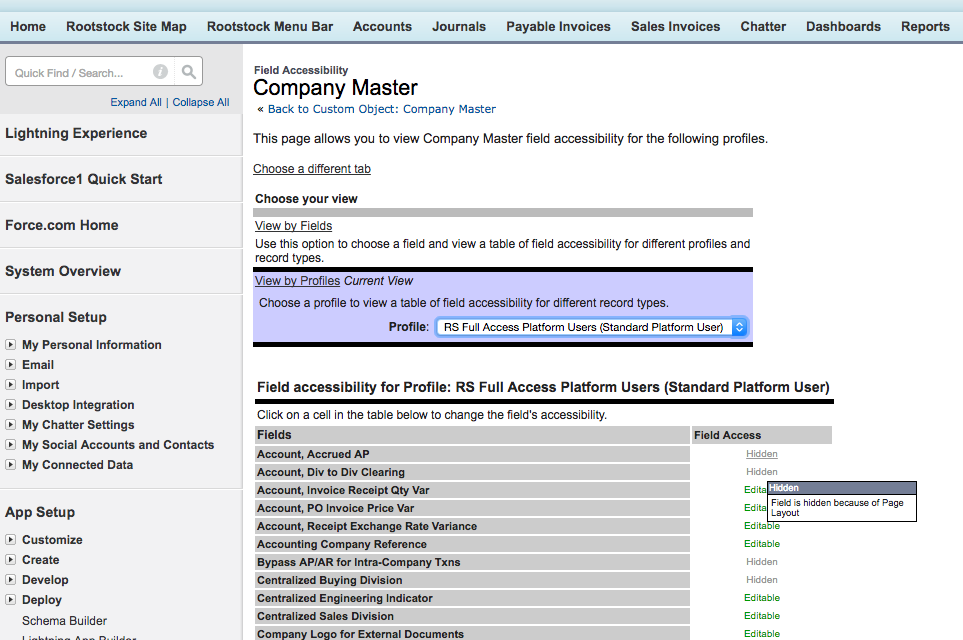 Home Rootstock Site Map Rootstock Menu Bar Accounts Journals Payable Invoices Sales Invoices Chatter Dashboards Reports
Quick Find / Search...
Expand All | Collapse All
Lightning Experience
Salesforce1 Quick Start
Force.com Home
System Overview
Personal Setup
My Personal Information
Email
Import
Desktop Integration
My Chatter Settings
My Social Accounts and Contacts
My Connected Data
App Setup
Customize
Create
Develop
Deploy
Schema Builder
Lightning App Builder
Field Accessibility
Company Master
« Back to Custom Object: Company Master
This page allows you to view Company Master field accessibility for the following profiles.
Choose a different tab
Choose your view
View by Fields
Use this option to choose a field and view a table of field accessibility for different profiles and
record types.
View by Profiles Current View
Choose a profile to view a table of field accessibility for different record types.
Profile: RS Full Access Platform Users (Standard Platform User)
Field accessibility for Profile: RS Full Access Platform Users (Standard Platform User)
Click on a cell in the table below to change the field's accessibility.
Fields Field Access
Account, Accrued AP Hidden
Account, Div to Div Clearing Hidden
Account, Invoice Receipt Qty Var Edita
Account, PO Invoice Price Var Edita
Account, Receipt Exchange Rate Variance Editable
Accounting Company Reference Editable
Bypass AP/AR for Intra-Company Txns Hidden
Centralized Buying Division Hidden
Centralized Engineering Indicator Editable
Centralized Sales Division Editable
Company Logo for External Documents Editable
Hidden
Field is hidden because of Page
Layout